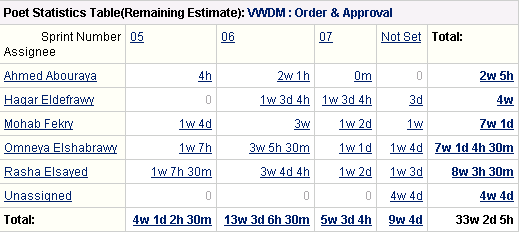 Poet Statistics Table(Remaining Estimate): VWDM : Order & Approval
Sprint Number 05 06 07 Not Set Total:
Assignee
Ahmed Abouraya 4h 2w 1h 0m 0 2w 5h
Hagar Eldefrawy 0 1w 3d 4h 1w 3d 4h 3d 4w
Mohab Fekry 1w 4d 3w 1w 2d 1w 7w 1d
Omneya Elshabrawy 1w 7h 3w 5h 30m 1w 1d 1w 4d 7w 1d 4h 30m
Rasha Elsayed 1w 7h 30m 3w 4d 4h 1w 2d 1w 3d 8w 3h 30m
Unassigned 0 0 0 4w 4d 4w 4d
Total: 4w 1d 2h 30m 13w 3d 6h 30m 5w 3d 4h 9w 4d 33w 2d 5h